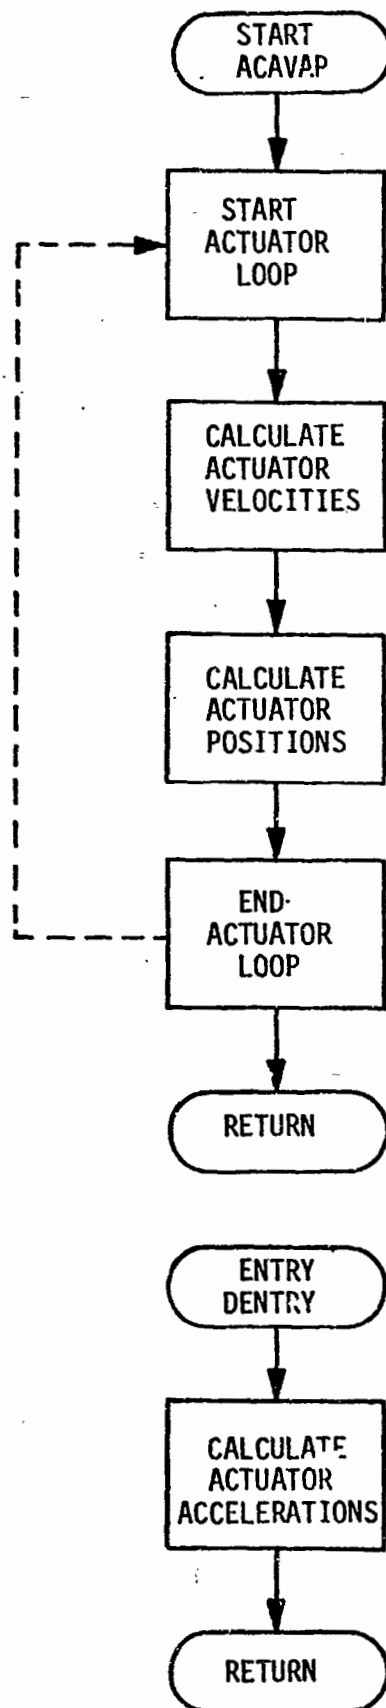 START
ACAVAP
START
ACTUATOR
LOOP
CALCULATE
ACTUATOR
VELOCITIES
CALCULATE
ACTUATOR
POSITIONS
END
ACTUATOR
LOOP
RETURN
ENTRY
DENTRY
CALCULATE
ACTUATOR
ACCELERATIONS
RETURN